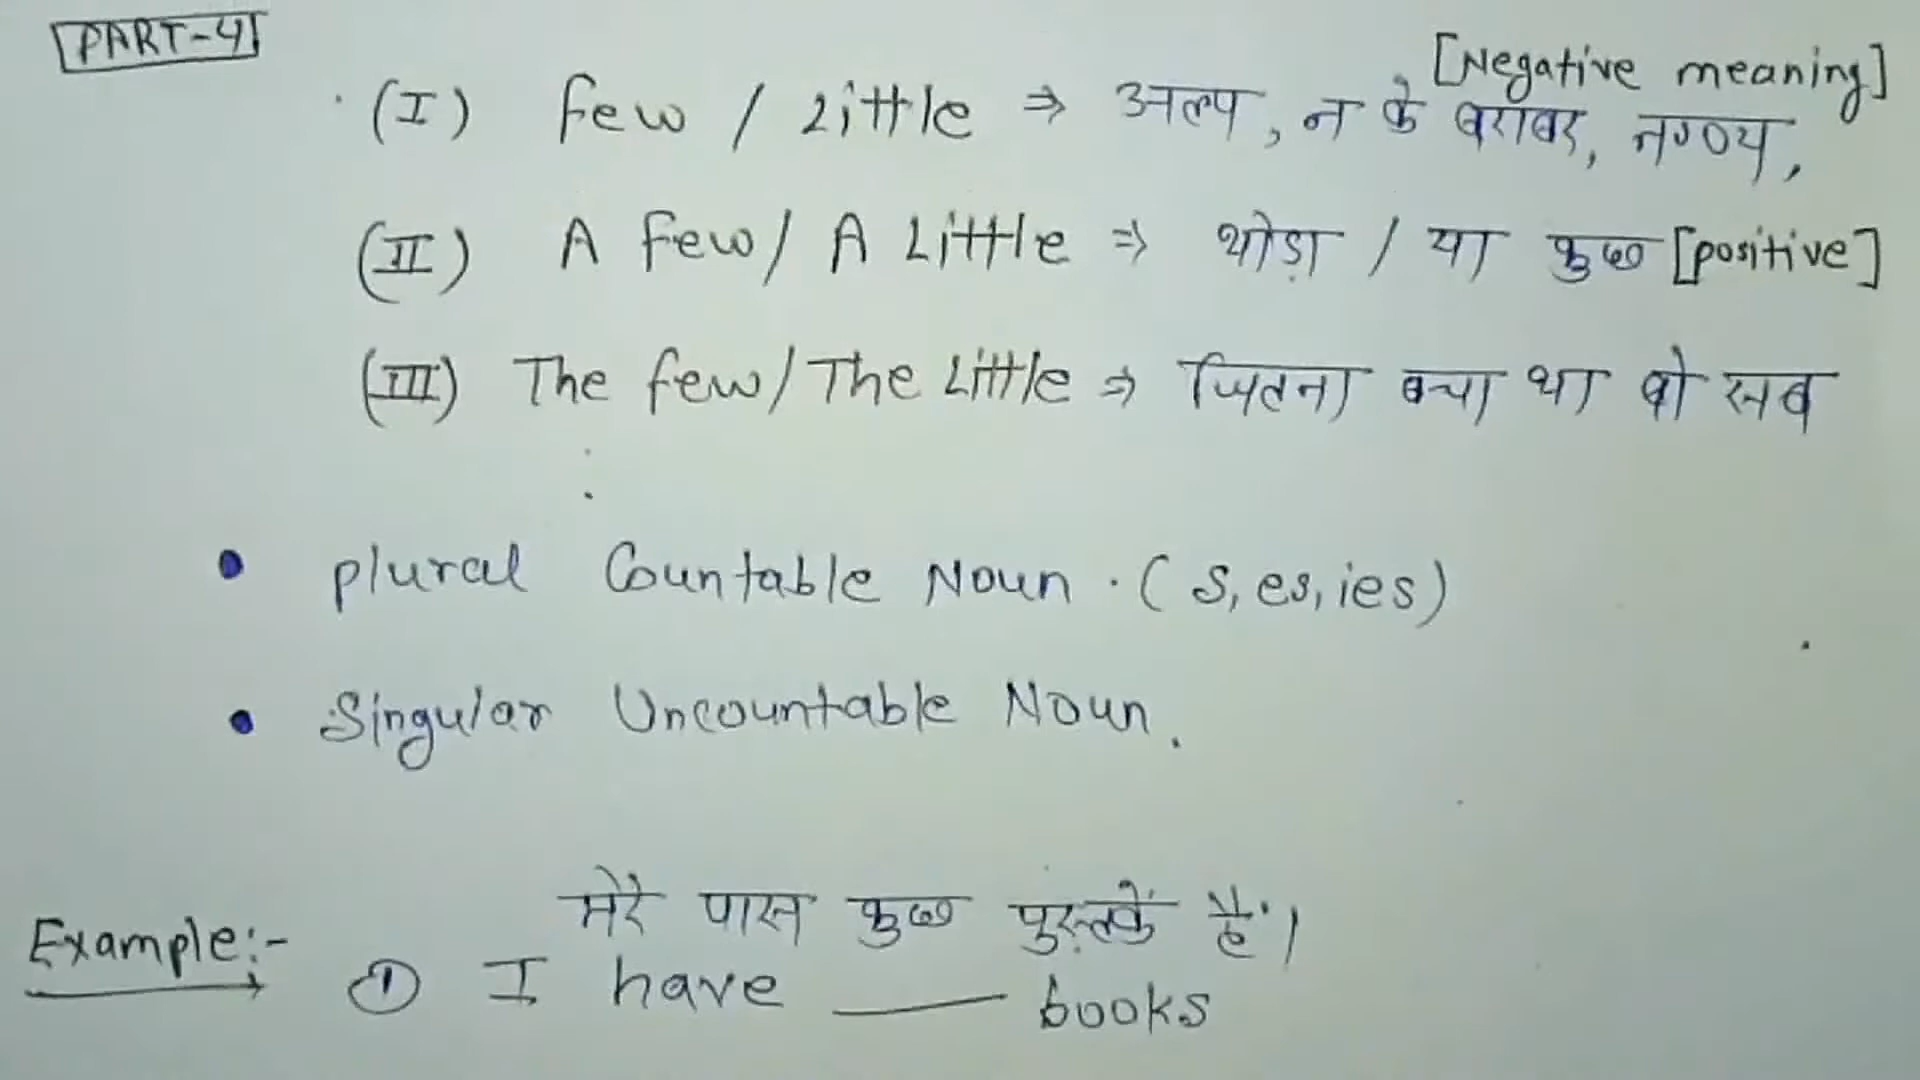 PART-4
[Negative meaning]
(I) few / Little ⇒ अल्प, न के बराबर, नगण्य,
(II) A few / A Little ⇒ थोड़ा / या कुछ [positive]
(III) The few / The Little ⇒ जितना बचा था वो सब
• plural Countable Noun. (s, es, ies)
• Singular Uncountable Noun.
मेरे पास कुछ पुस्तकें हैं।
Example:- ① I have ____ books